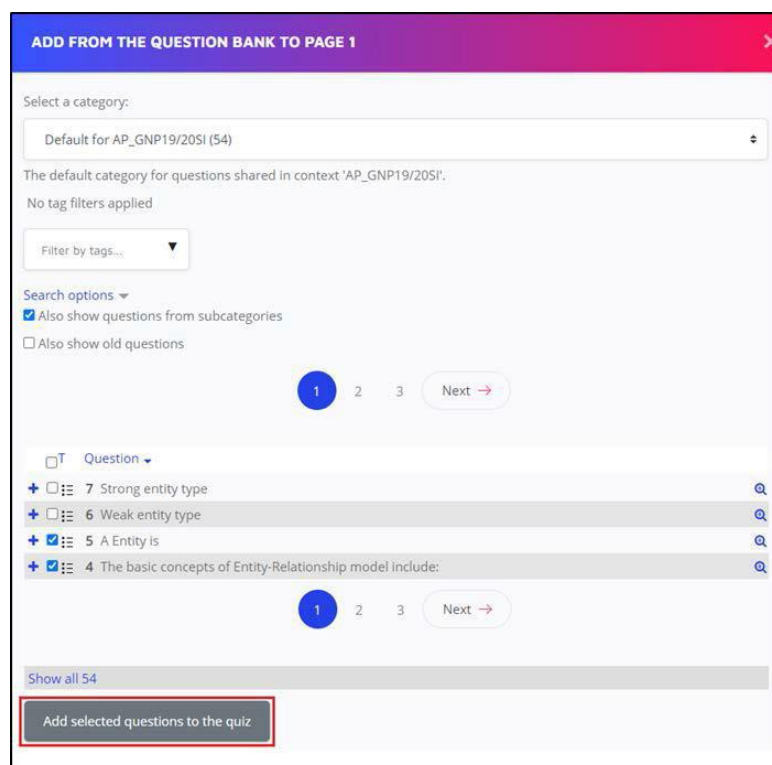 ADD FROM THE QUESTION BANK TO PAGE 1
Select a category:
Default for AP_GNP19/20SI (54)
The default category for questions shared in context 'AP_GNP19/20SI'.
No tag filters applied
Filter by tags... ▼
Search options
Also show questions from subcategories
Also show old questions
1 2 3 Next →
T Question
7 Strong entity type
6 Weak entity type
5 A Entity is
4 The basic concepts of Entity-Relationship model include:
1 2 3 Next →
Show all 54
Add selected questions to the quiz